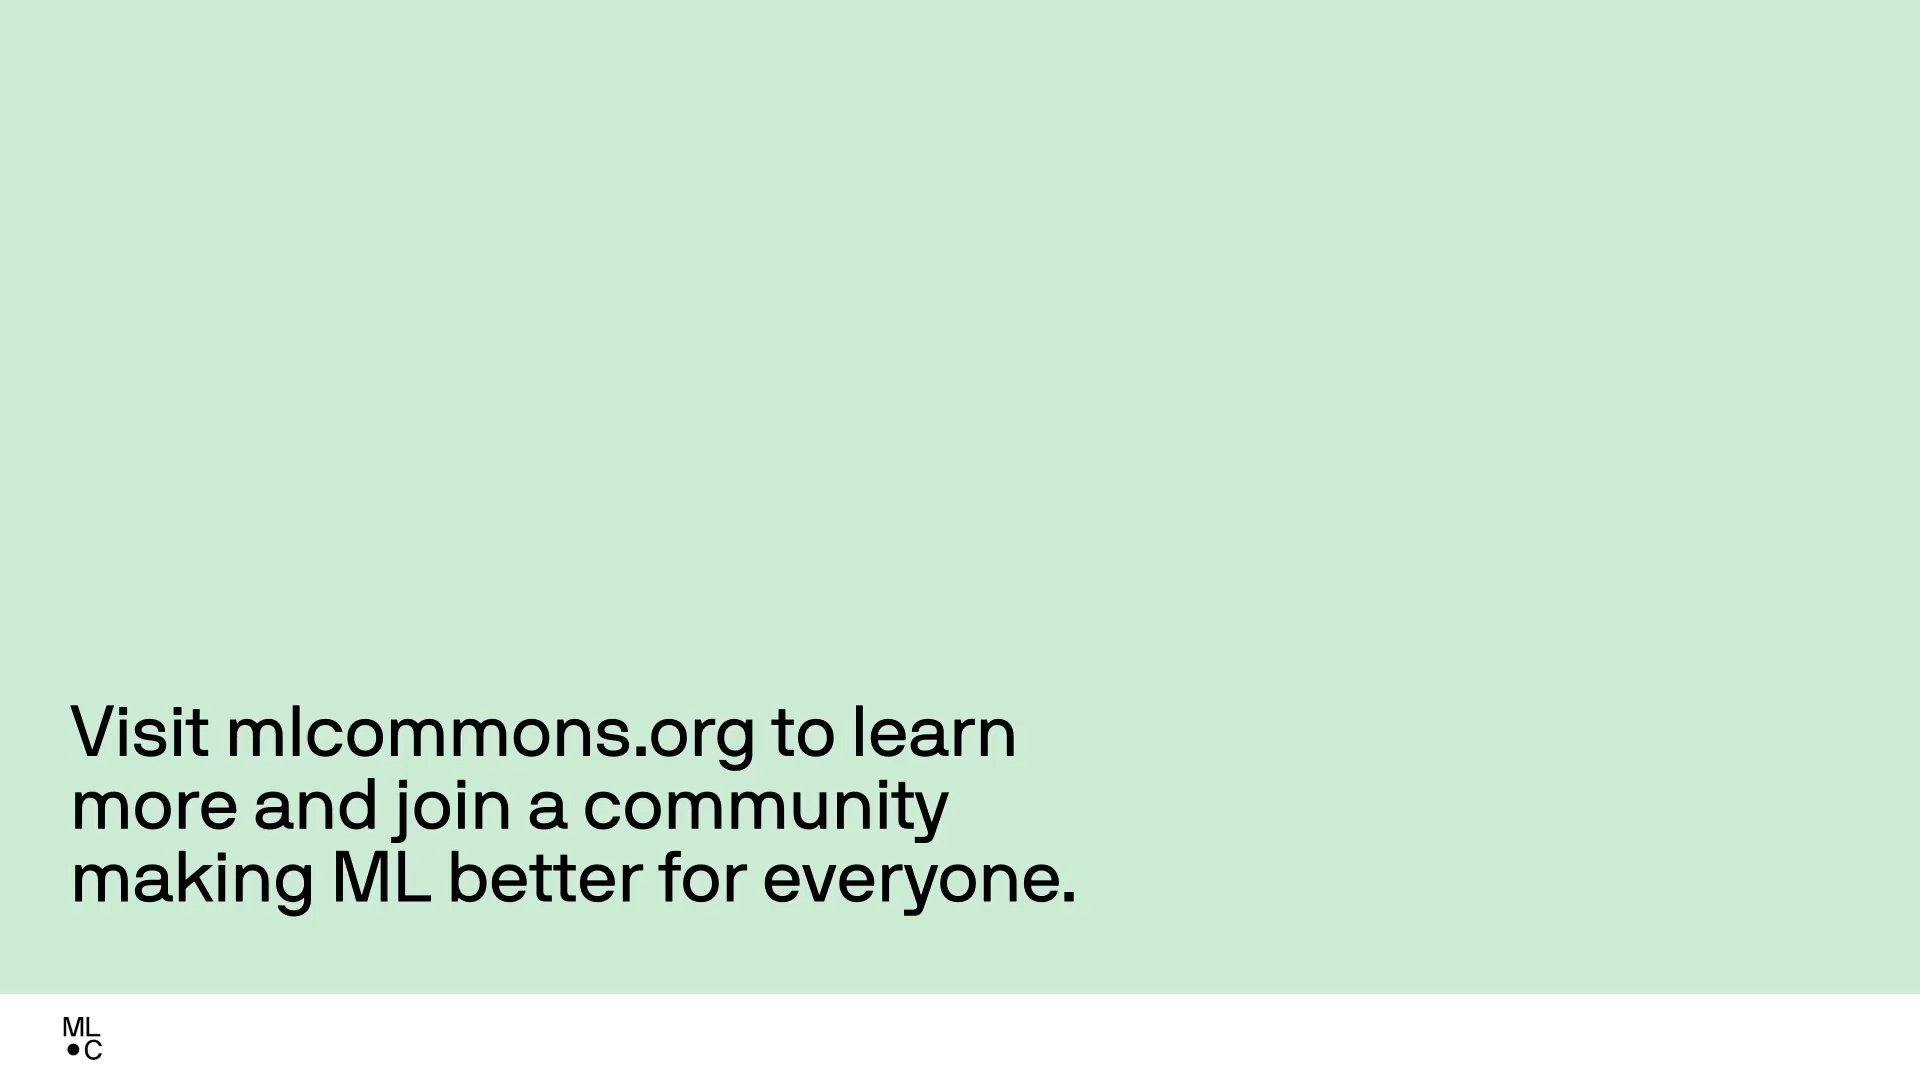 Visit mlcommons.org to learn
more and join a community
making ML better for everyone.
ML
•C